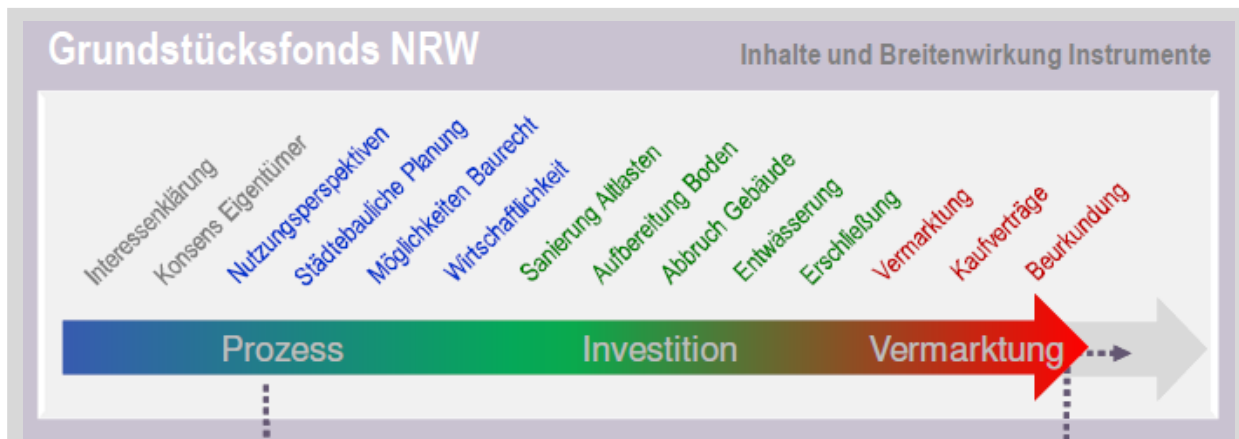 Grundstücksfonds NRW
Inhalte und Breitenwirkung Instrumente
Interessenklärung
Konsens Eigentümer
Nutzungsperspektiven
Städtebauliche Planung
Möglichkeiten Baurecht
Wirtschaftlichkeit
Sanierung Altlasten
Aufbereitung Boden
Abbruch Gebäude
Entwässerung
Erschließung
Vermarktung
Kaufverträge
Beurkundung
Prozess
Investition
Vermarktung